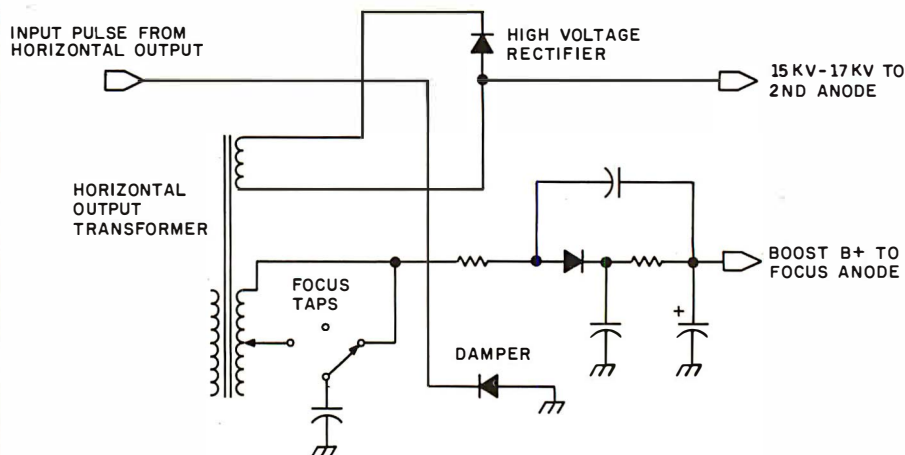 INPUT PULSE FROM
HORIZONTAL OUTPUT
HIGH VOLTAGE
RECTIFIER
15 KV-17 KV TO
2ND ANODE
HORIZONTAL
OUTPUT
TRANSFORMER
FOCUS
TAPS
BOOST B+ TO
FOCUS ANODE
+
DAMPER